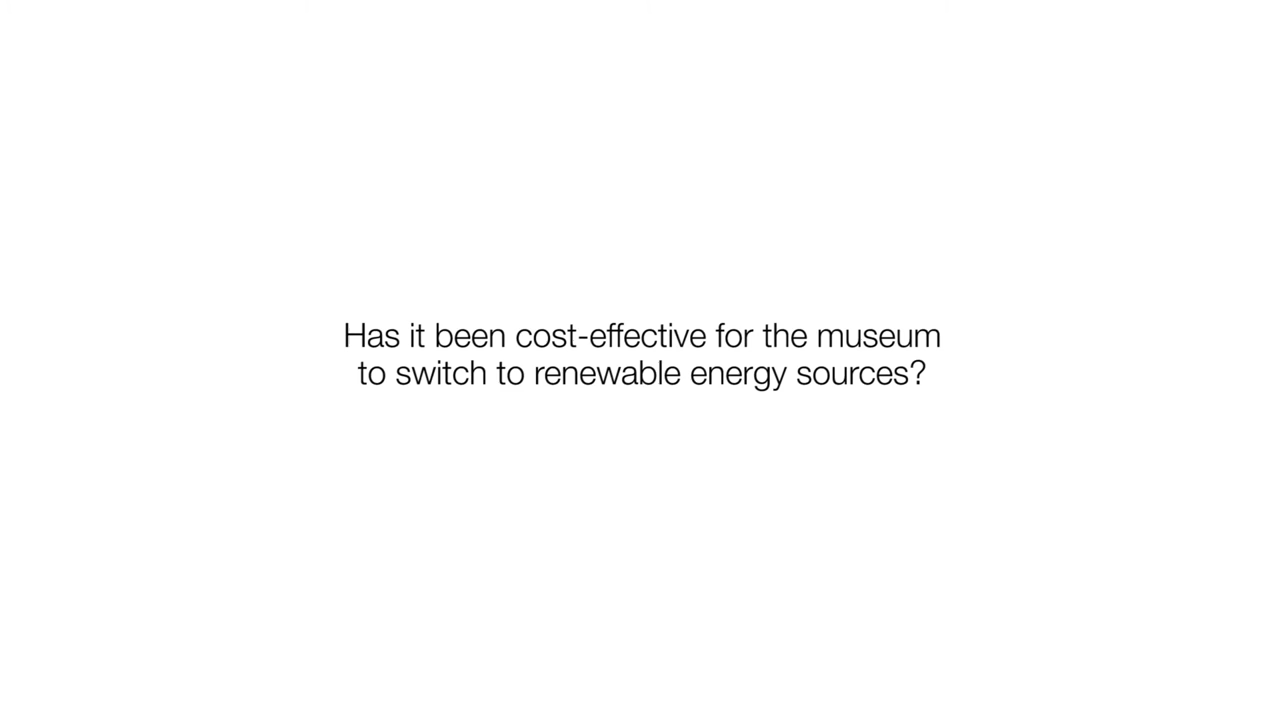 Has it been cost-effective for the museum
to switch to renewable energy sources?